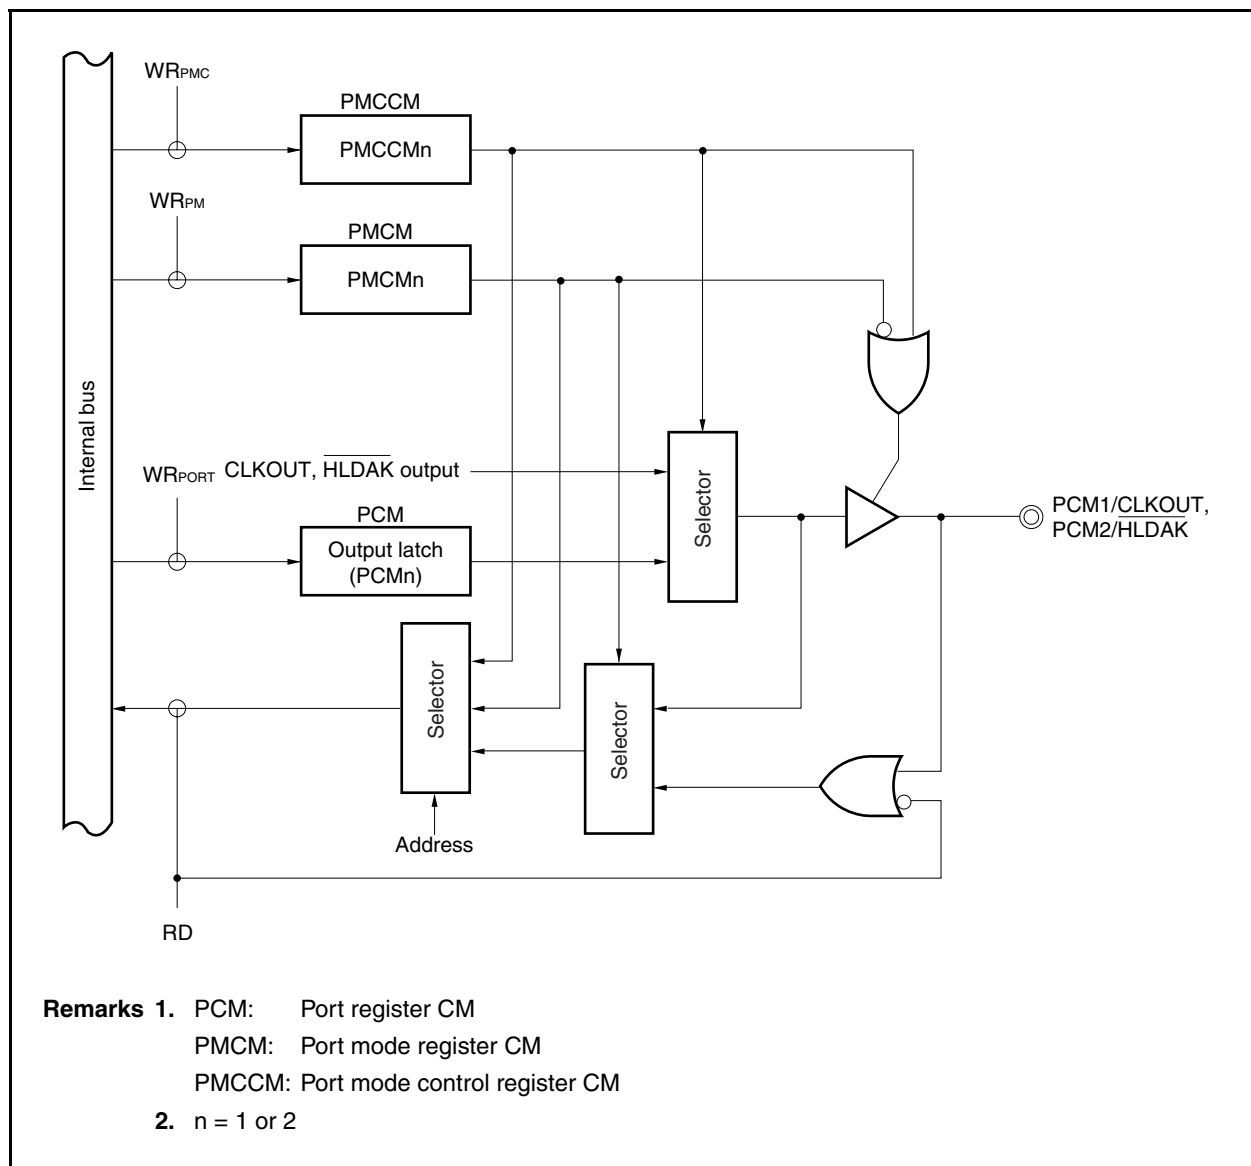 WRPMC
PMCCM
PMCCMn
WRPM
PMCM
PMCMn
Internal bus
WRPORT
CLKOUT, HLDAK output
PCM
Output latch
(PCMn)
Selector
PCM1/CLKOUT,
PCM2/HLDAK
Selector
Selector
Address
RD
Remarks 1. PCM: Port register CM
PMCM: Port mode register CM
PMCCM: Port mode control register CM
2. n = 1 or 2